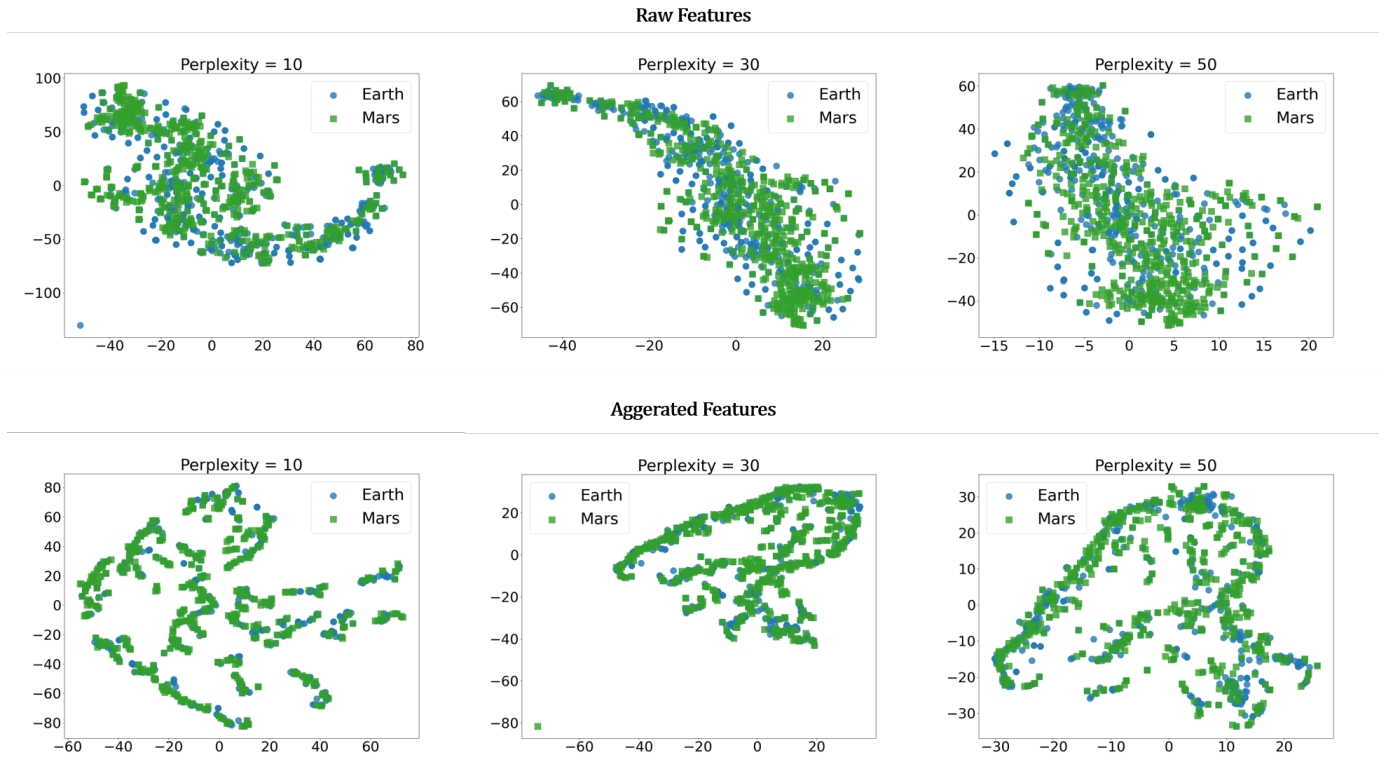 Raw Features
Perplexity = 10
Earth
Mars
100
50
0
−50
−100
−40 −20 0 20 40 60 80
Perplexity = 30
Earth
Mars
60
40
20
0
−20
−40
−60
−40 −20 0 20
Perplexity = 50
Earth
Mars
60
40
20
0
−20
−40
−15 −10 −5 0 5 10 15 20
Aggerated Features
Perplexity = 10
Earth
Mars
80
60
40
20
0
−20
−40
−60
−80
−60 −40 −20 0 20 40 60
Perplexity = 30
Earth
Mars
20
0
−20
−40
−60
−80
−60 −40 −20 0 20
Perplexity = 50
Earth
Mars
30
20
10
0
−10
−20
−30
−30 −20 −10 0 10 20